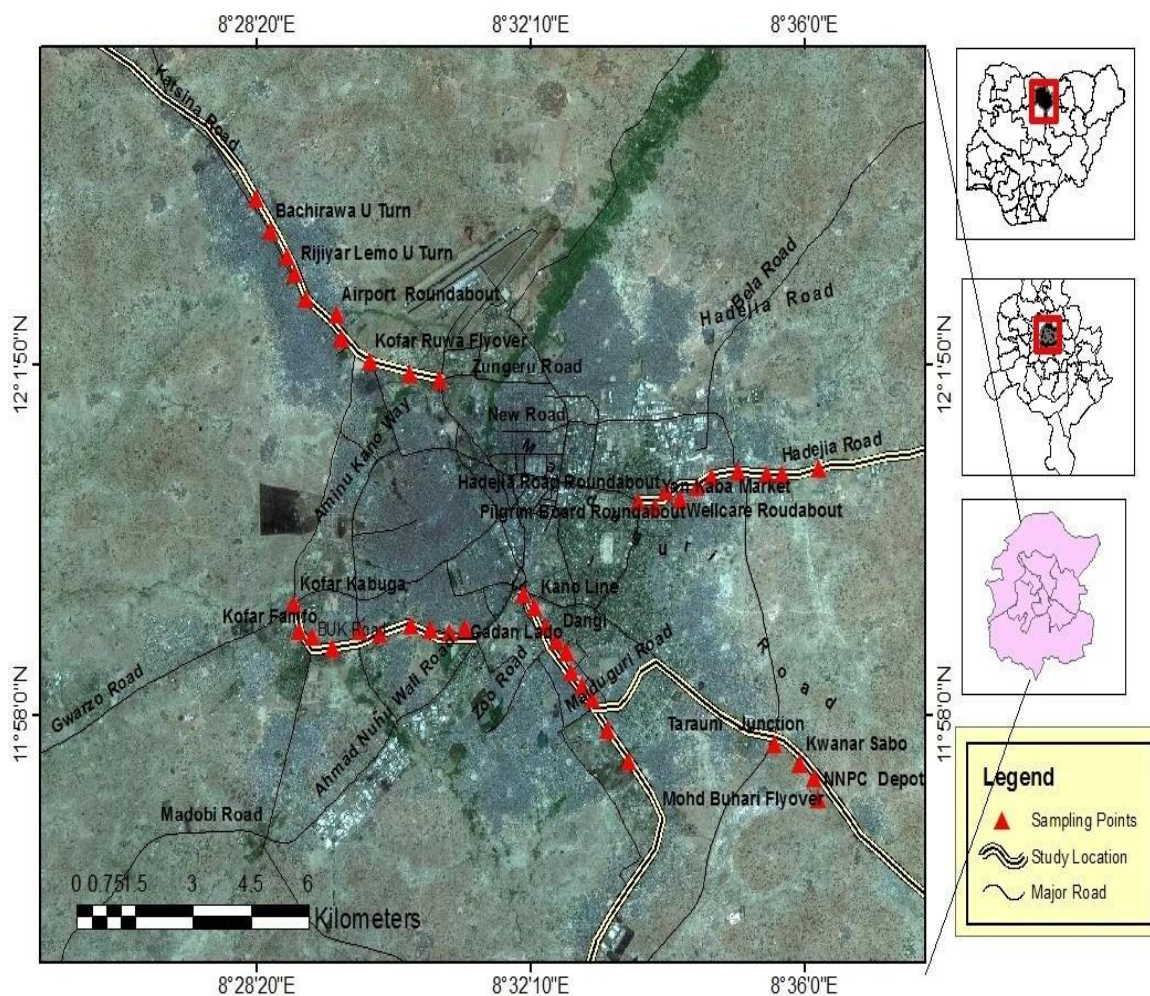 8°28'20"E
8°32'10"E
8°36'0"E
12°1'50"N
12°1'50"N
Katsina Road
Bachirawa U Turn
Rijiyar Lemo U Turn
Airport Roundabout
Kofar Ruwa Flyover
Zungeru Road
Bela Road
Hadejia Road
New Road
Aminu Kano Way
Hadejia Road
Hadejia Road Roundabout
Yan Kaba Market
Pilgrim Board Roundabout
Wellcare Roudabout
Maiduguri Road
Kofar Kabuga
Kano Line
Kofar Famfo
BUK Road
Gadan Lado
Dangi
Gwarzo Road
Ahmad Nuhu Wall Road
Zoo Road
Maiduguri Road
11°58'0"N
11°58'0"N
Tarauni Junction
Kwanar Sabo
NNPC Depot
Mohd Buhari Flyover
Madobi Road
0 0.75 1.5 3 4.5 6
Kilometers
8°28'20"E
8°32'10"E
8°36'0"E
Legend
Sampling Points
Study Location
Major Road